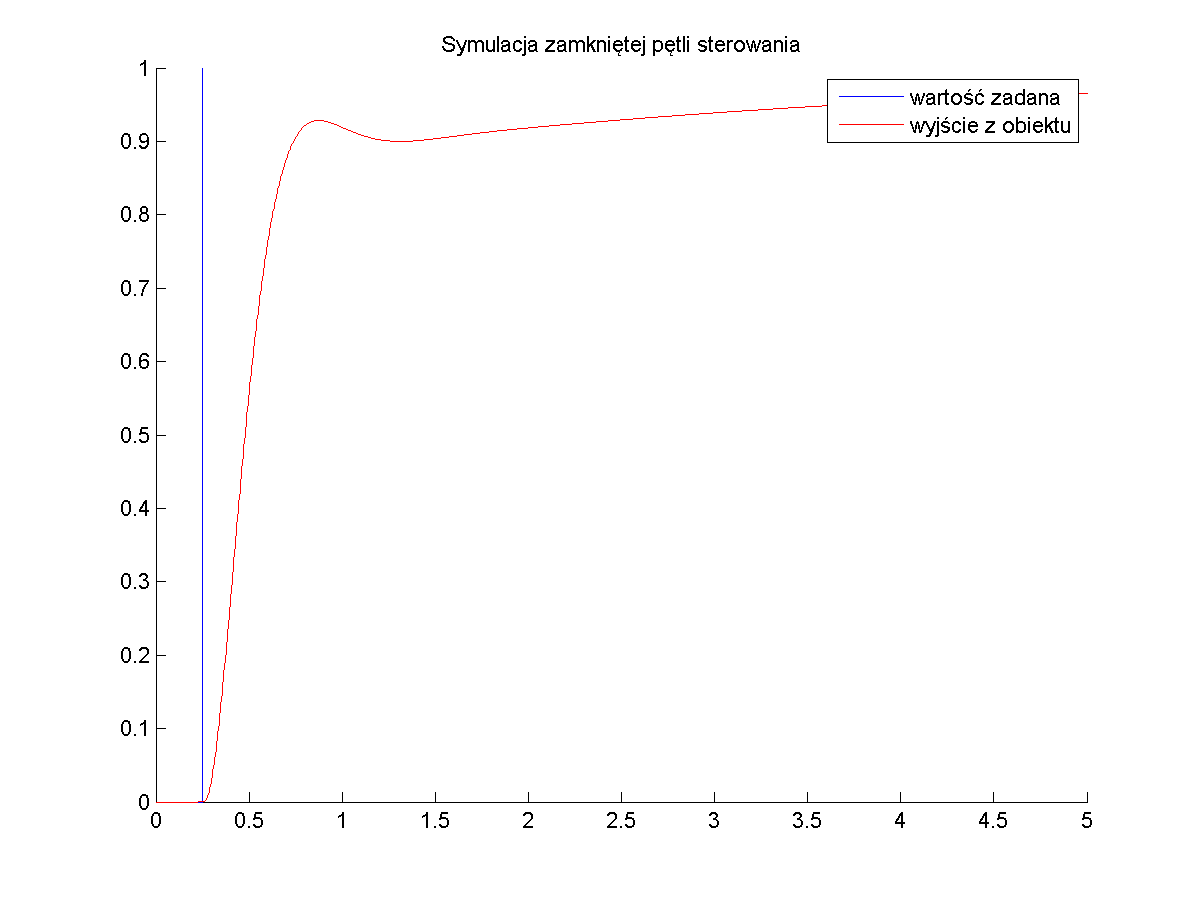 Symulacja zamkniętej pętli sterowania
1
wartość zadana
wyjście z obiektu
0.9
0.8
0.7
0.6
0.5
0.4
0.3
0.2
0.1
0
0 0.5 1 1.5 2 2.5 3 3.5 4 4.5 5